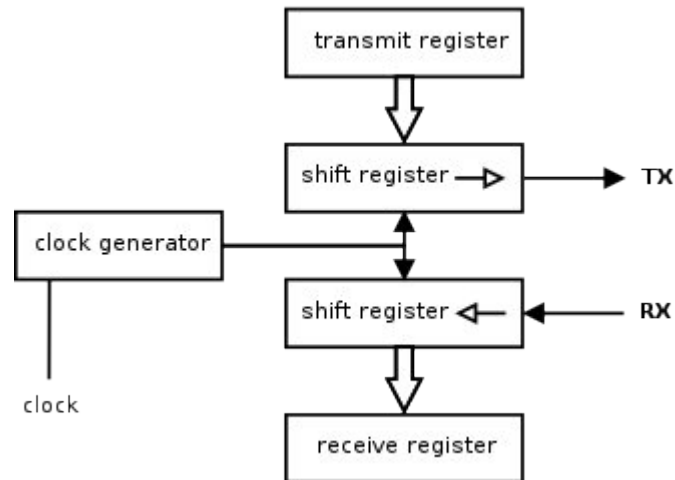 transmit register
shift register
TX
clock generator
shift register
RX
clock
receive register